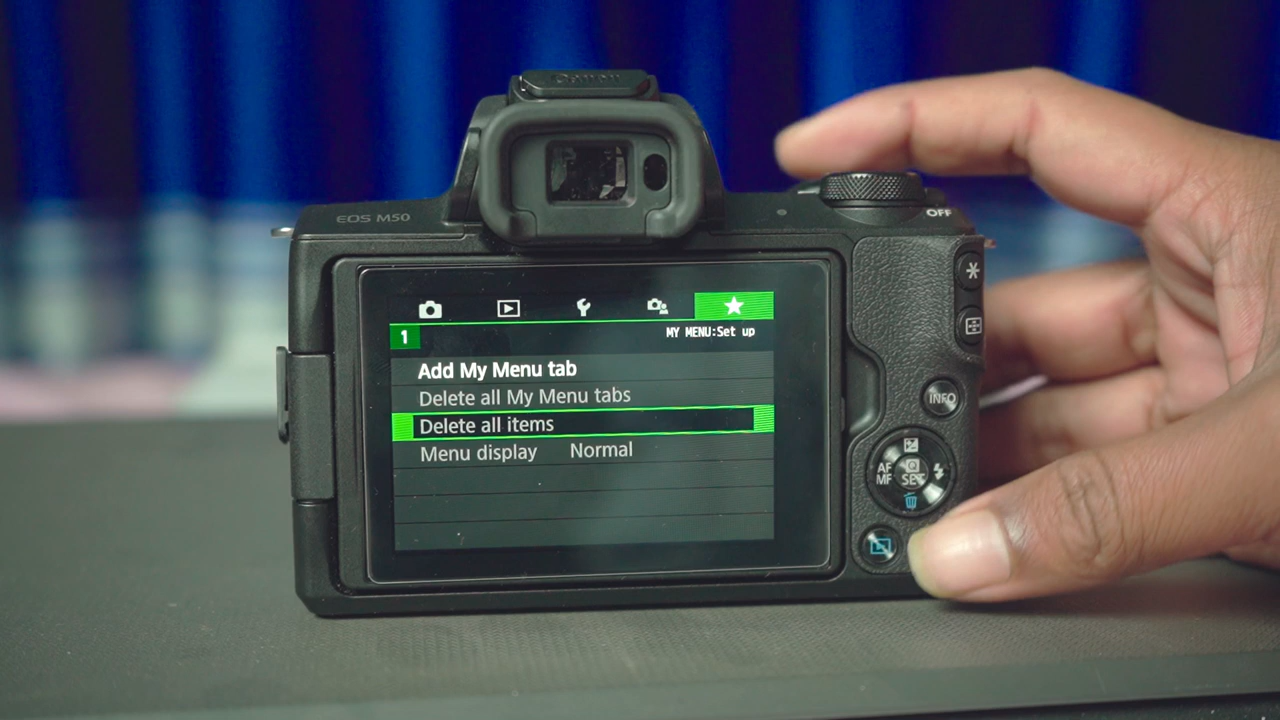 Canon
EOS M50
OFF
1
MY MENU:Set up
Add My Menu tab
Delete all My Menu tabs
Delete all items
Menu display Normal
INFO
AF
MF
Q
SET